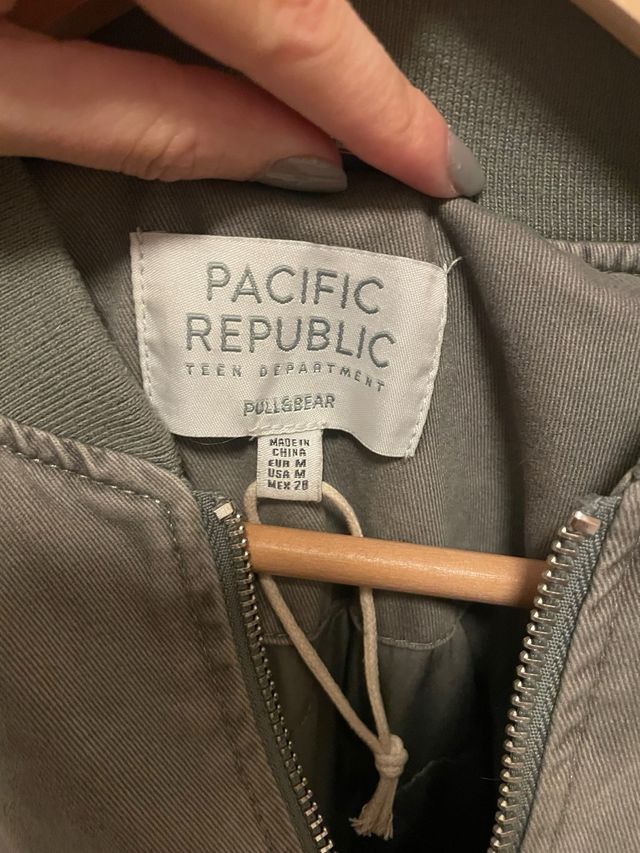 PACIFIC
REPUBLIC
TEEN DEPARTMENT
PULL&BEAR
MADE IN
CHINA
EUR M
USA M
MEX 28